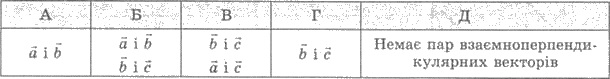 А Б В Г Д
a⃗ і b⃗ a⃗ і b⃗ b⃗ і c⃗ b⃗ і c⃗ Немає пар взаємноперпенди-
b⃗ і c⃗ a⃗ і c⃗ кулярних векторів